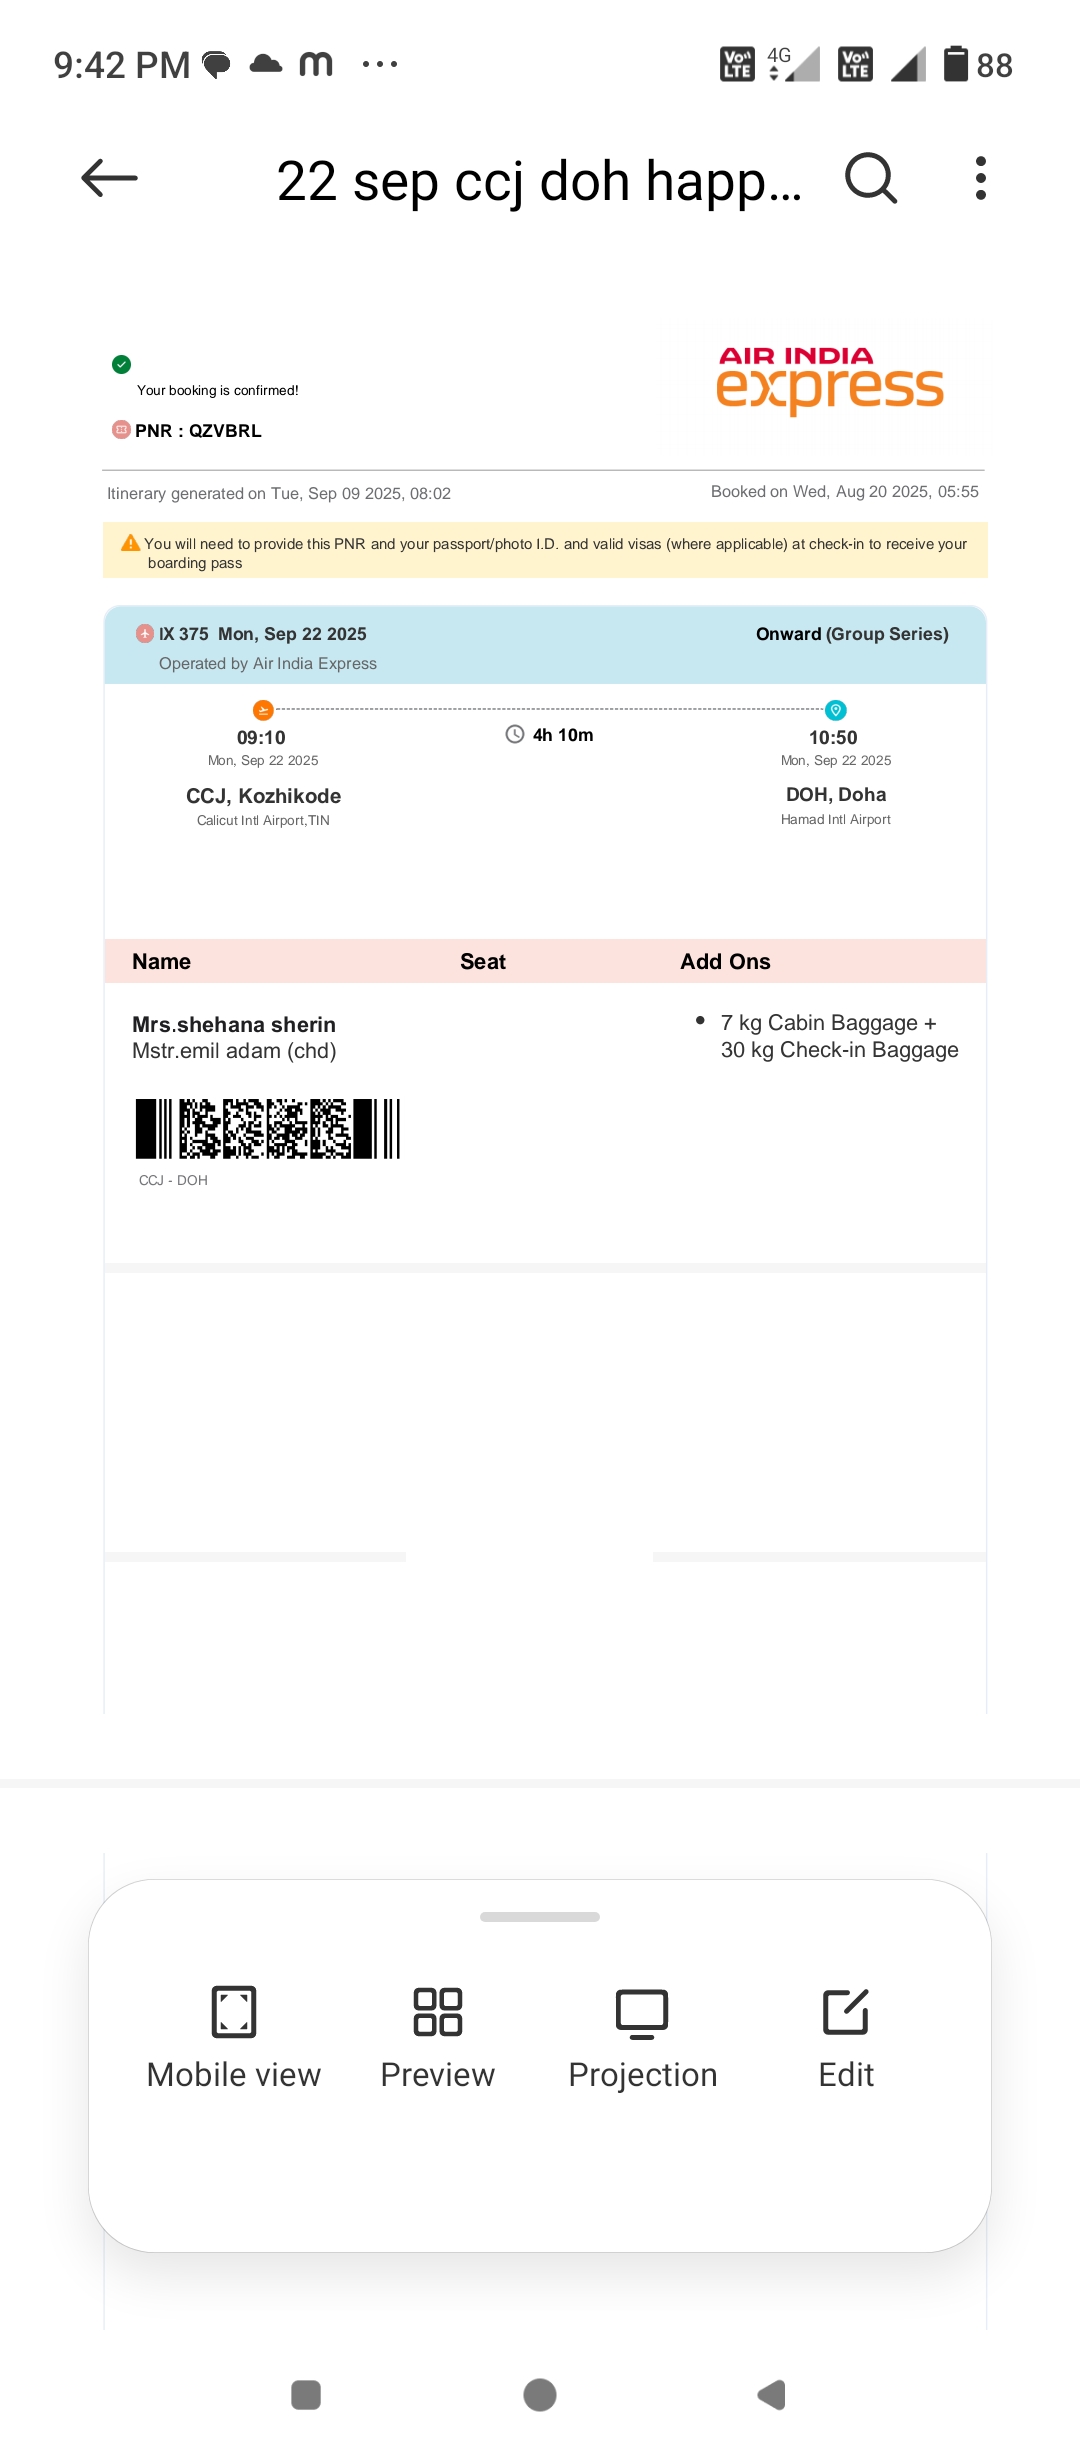 9:42 PM
4G
88
22 sep ccj doh happ...
AIR INDIA
express
Your booking is confirmed!
PNR : QZVBRL
Itinerary generated on Tue, Sep 09 2025, 08:02
Booked on Wed, Aug 20 2025, 05:55
You will need to provide this PNR and your passport/photo I.D. and valid visas (where applicable) at check-in to receive your
boarding pass
IX 375 Mon, Sep 22 2025
Onward (Group Series)
Operated by Air India Express
09:10
4h 10m
10:50
Mon, Sep 22 2025
Mon, Sep 22 2025
CCJ, Kozhikode
DOH, Doha
Calicut Intl Airport,TIN
Hamad Intl Airport
Name
Seat
Add Ons
Mrs.shehana sherin
Mstr.emil adam (chd)
• 7 kg Cabin Baggage +
30 kg Check-in Baggage
CCJ - DOH
Mobile view
Preview
Projection
Edit